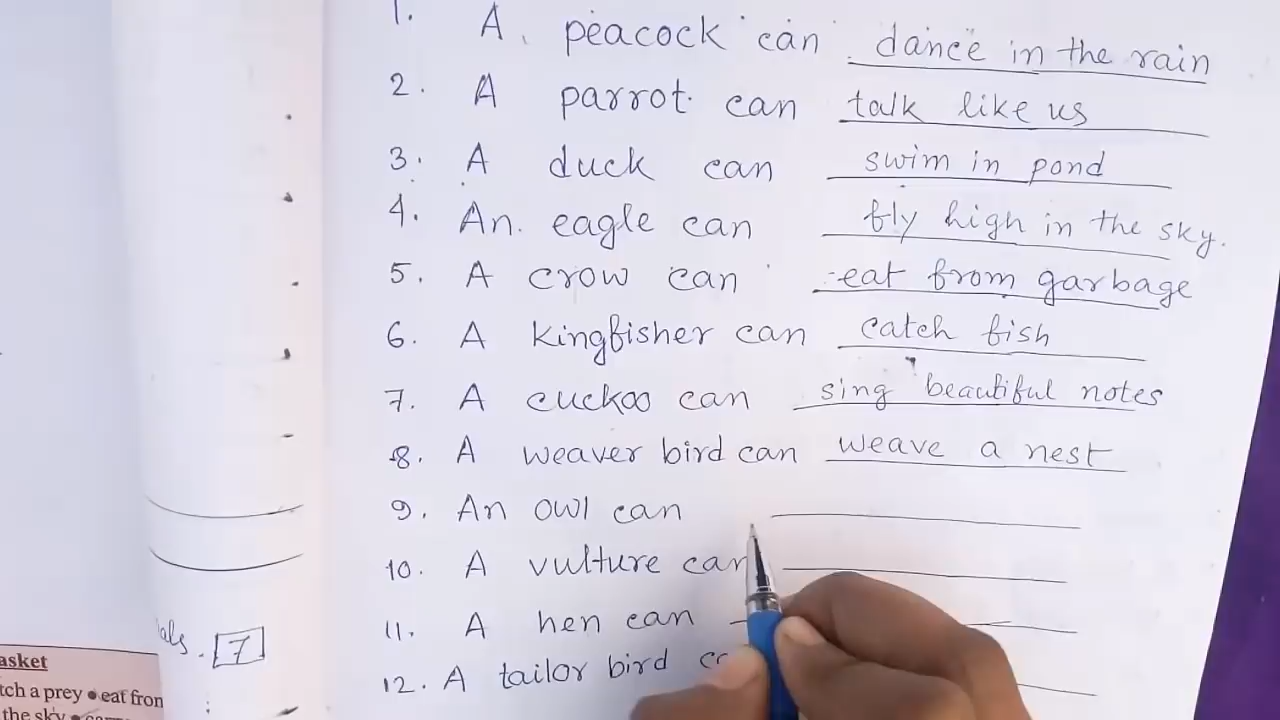 1. A peacock can dance in the rain
2. A parrot can talk like us
3. A duck can swim in pond
4. An eagle can fly high in the sky.
5. A crow can eat from garbage
6. A kingfisher can catch fish
7. A cuckoo can sing beautiful notes
8. A weaver bird can weave a nest
9. An owl can
10. A vulture can
11. A hen can
12. A tailor bird
als. 7
asket
tch a prey • eat fron
the sky •